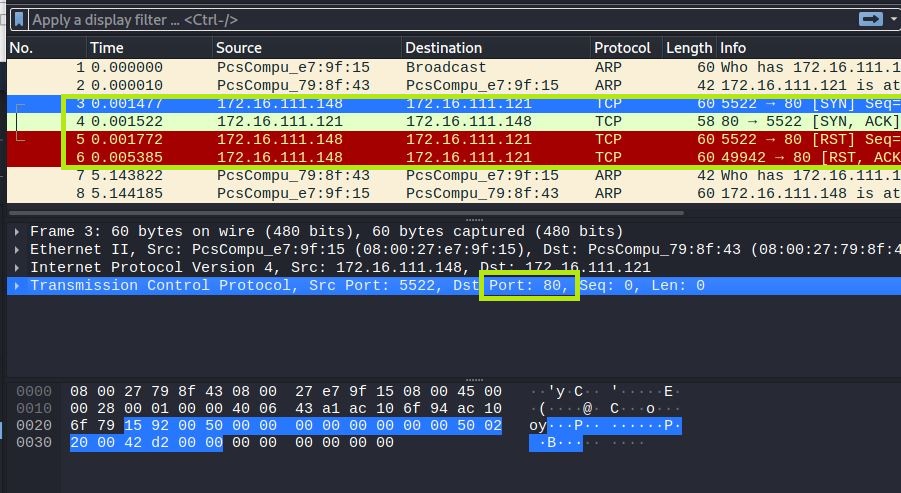 Apply a display filter … <Ctrl-/>
No. Time Source Destination Protocol Length Info
1 0.000000 PcsCompu_e7:9f:15 Broadcast ARP 60 Who has 172.16.111.1
2 0.000010 PcsCompu_79:8f:43 PcsCompu_e7:9f:15 ARP 42 172.16.111.121 is at
3 0.001477 172.16.111.148 172.16.111.121 TCP 60 5522 → 80 [SYN] Seq=
4 0.001522 172.16.111.121 172.16.111.148 TCP 58 80 → 5522 [SYN, ACK]
5 0.001772 172.16.111.148 172.16.111.121 TCP 60 5522 → 80 [RST] Seq=
6 0.005385 172.16.111.148 172.16.111.121 TCP 60 49942 → 80 [RST, ACK
7 5.143822 PcsCompu_79:8f:43 PcsCompu_e7:9f:15 ARP 42 Who has 172.16.111.1
8 5.144185 PcsCompu_e7:9f:15 PcsCompu_79:8f:43 ARP 60 172.16.111.148 is at
Frame 3: 60 bytes on wire (480 bits), 60 bytes captured (480 bits)
Ethernet II, Src: PcsCompu_e7:9f:15 (08:00:27:e7:9f:15), Dst: PcsCompu_79:8f:43 (08:00:27:79:8f:4
Internet Protocol Version 4, Src: 172.16.111.148, Dst: 172.16.111.121
Transmission Control Protocol, Src Port: 5522, Dst Port: 80, Seq: 0, Len: 0
0000 08 00 27 79 8f 43 08 00 27 e7 9f 15 08 00 45 00 ··'y·C·· '·····E·
0010 00 28 00 01 00 00 40 06 43 a1 ac 10 6f 94 ac 10 ·(····@· C···o···
0020 6f 79 15 92 00 50 00 00 00 00 00 00 00 00 50 02 oy···P·· ······P·
0030 20 00 42 d2 00 00 00 00 00 00 00 00 ·B····· ····